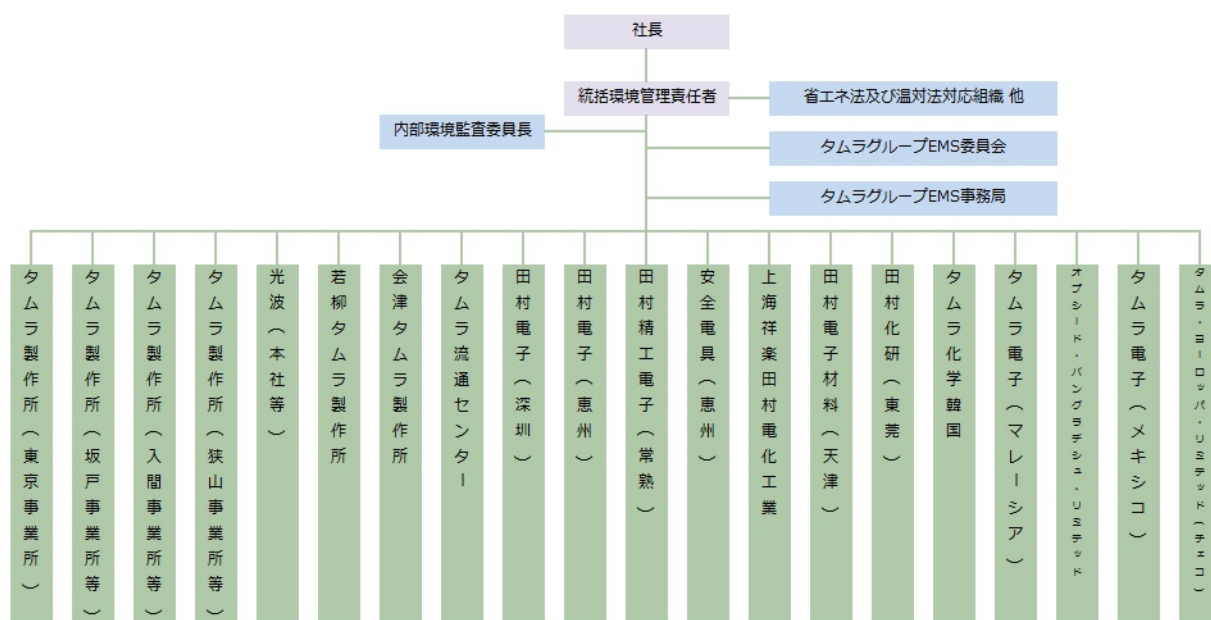 社長
統括環境管理責任者
省エネ法及び温対法対応組織 他
内部環境監査委員長
タムラグループEMS委員会
タムラグループEMS事務局
タムラ製作所（東京事業所）
タムラ製作所（坂戸事業所等）
タムラ製作所（入間事業所等）
タムラ製作所（狭山事業所等）
光波（本社等）
若柳タムラ製作所
会津タムラ製作所
タムラ流通センター
田村電子（深圳）
田村電子（恵州）
田村精工電子（常熟）
安全電具（恵州）
上海祥楽田村電化工業
田村電子材料（天津）
田村化研（東莞）
タムラ化学韓国
タムラ電子（マレーシア）
オプシード・バングラデシュ・リミテッド
タムラ電子（メキシコ）
タムラ・ヨーロッパ・リミテッド（チェコ）